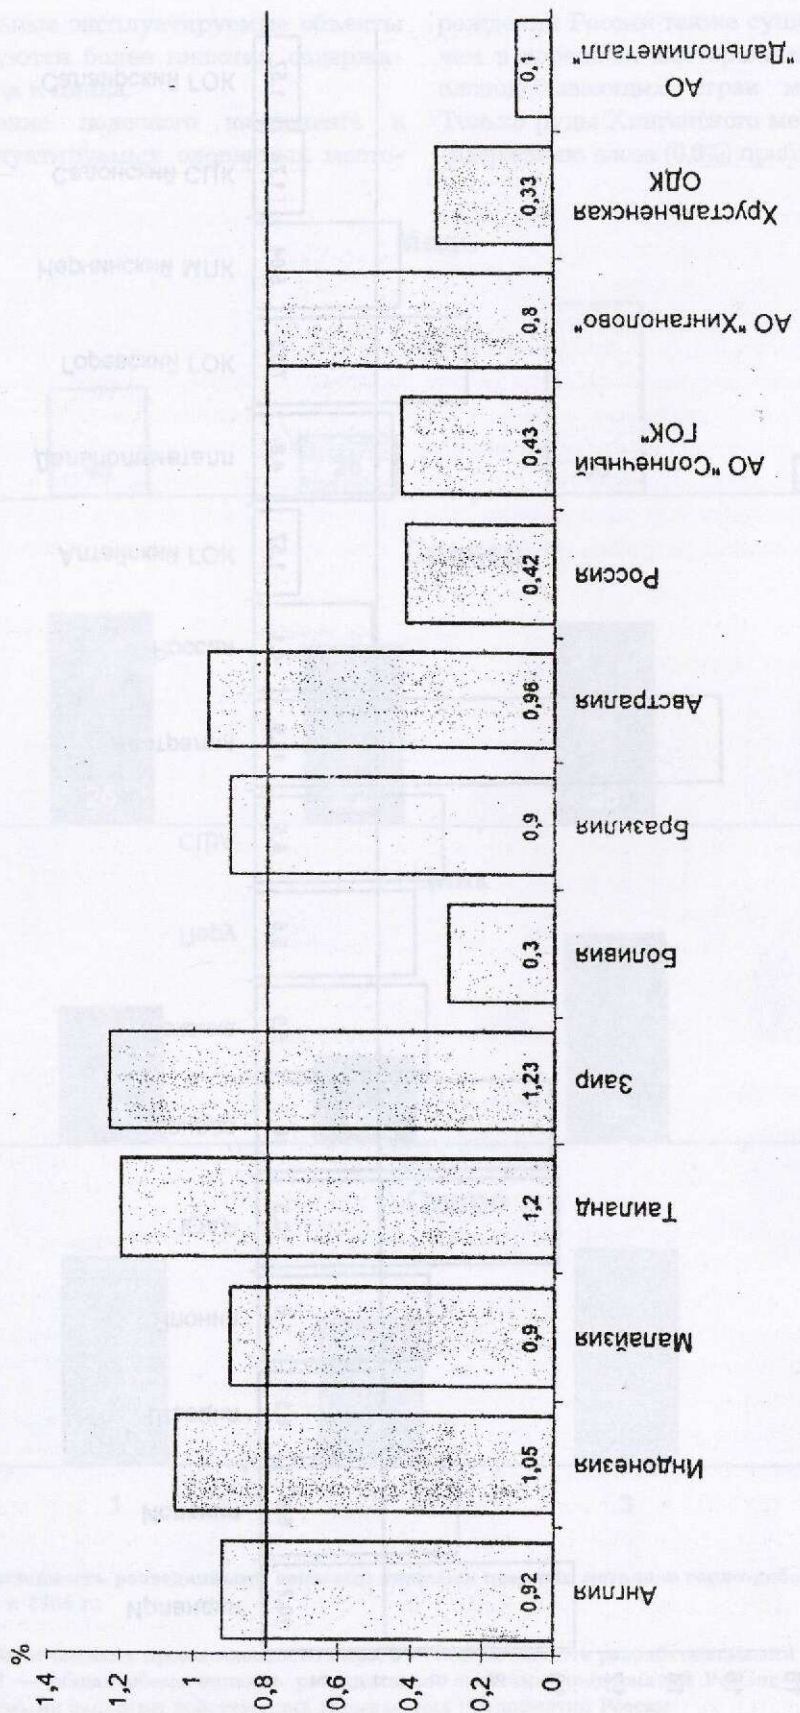 %
1,4
1,2
1
0,8
0,6
0,4
0,2
0
0,92
1,05
0,9
1,2
1,23
0,3
0,9
0,96
0,42
0,43
0,8
0,33
0,1
Англия
Индонезия
Малайзия
Таиланд
Заир
Боливия
Бразилия
Австралия
Россия
АО "Солнечный
ГОК"
АО "Хинганолово"
Хрустальненская
ОДК
АО
"Дальполиметалл"